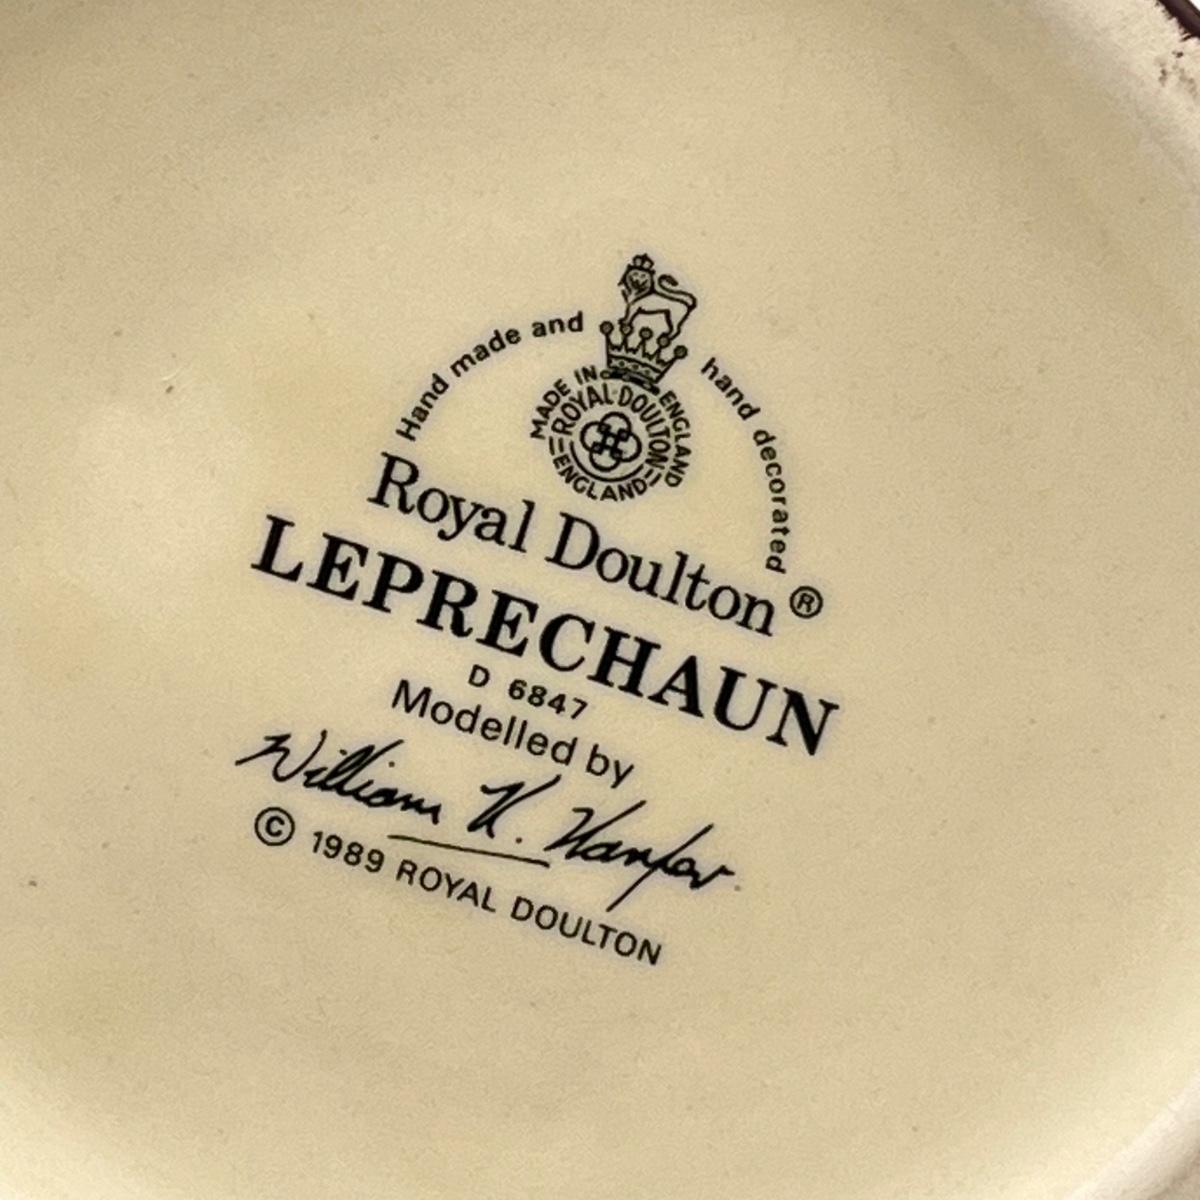 Hand made and hand decorated
MADE IN ENGLAND
ROYAL DOULTON
ENGLAND
Royal Doulton®
LEPRECHAUN
D 6847
Modelled by
William K. Harper
© 1989 ROYAL DOULTON